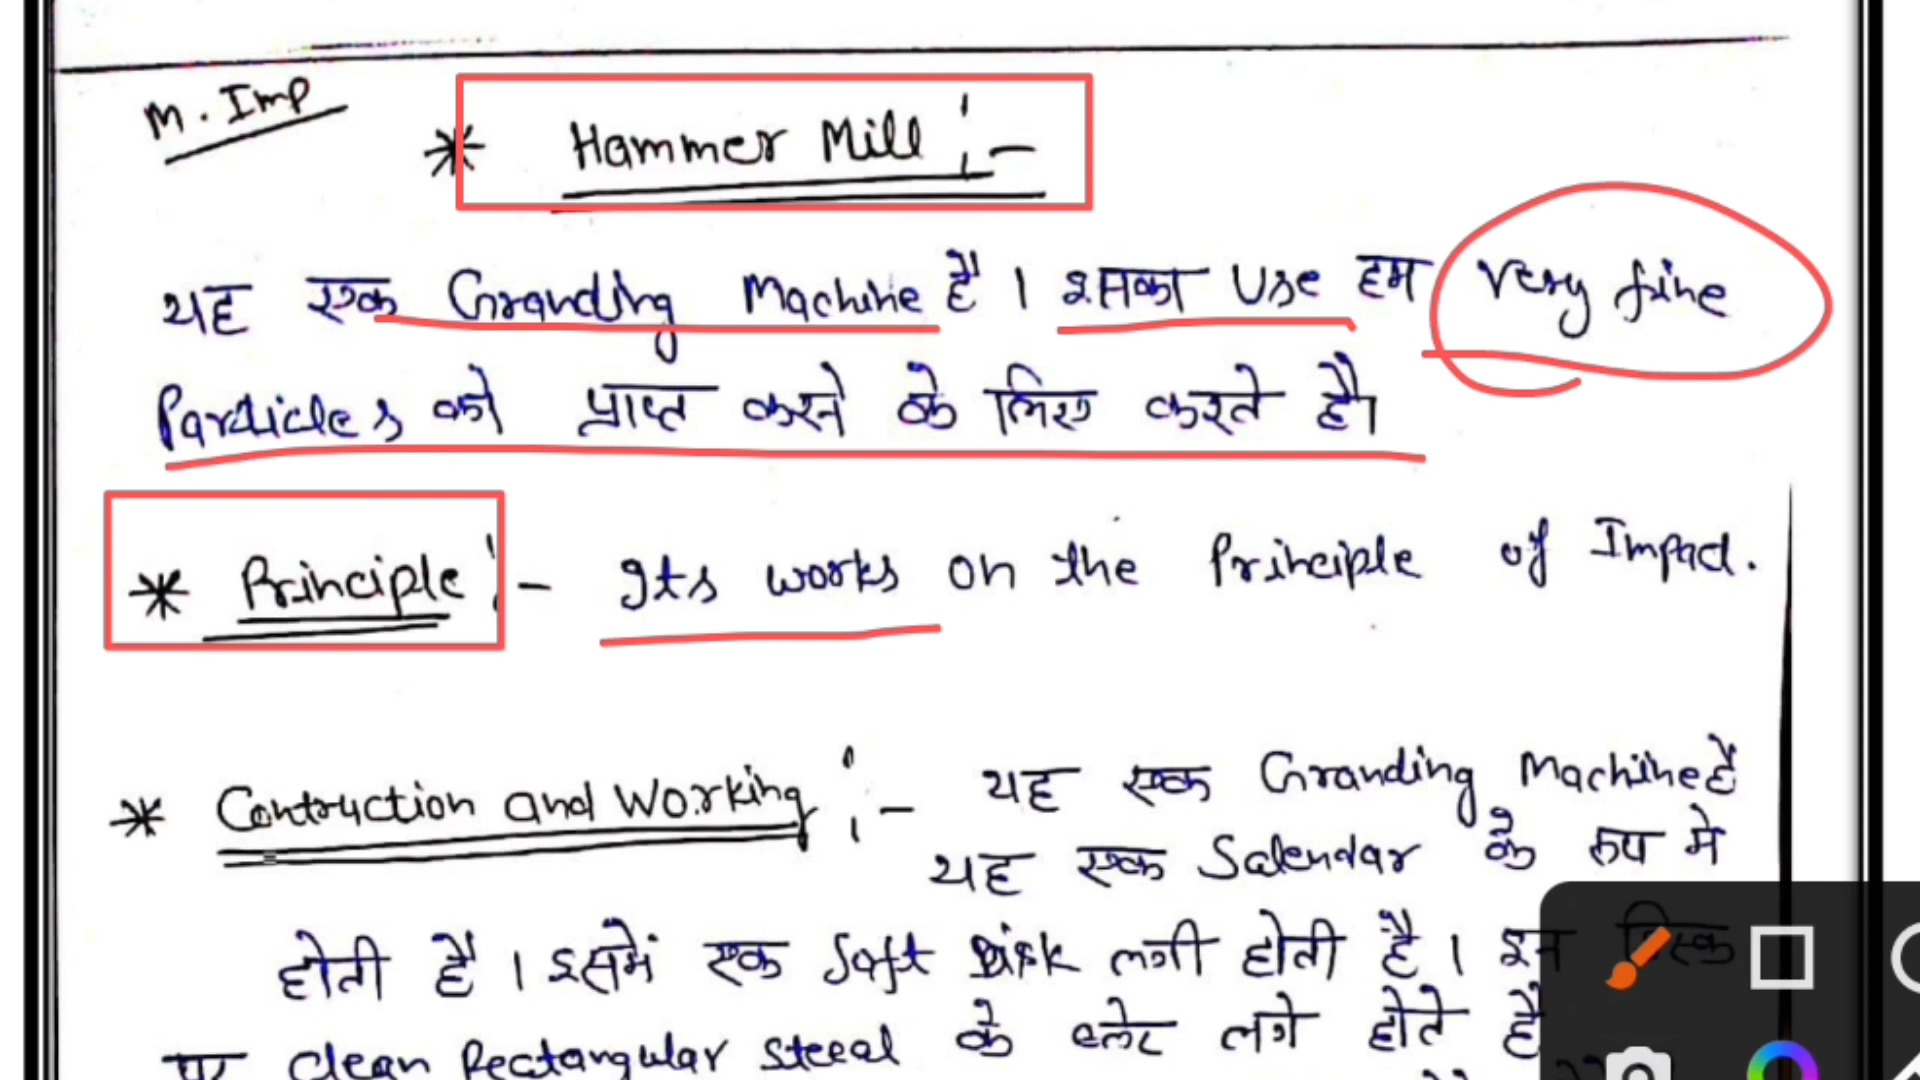 M. Imp
* Hammer Mill :-
यह एक Granding Machine है । इसका Use हम very fine
Particles को प्राप्त करने के लिए करते है।
* Principle :- Its works on the Principle of Impact.
* Contruction and Working :- यह एक Granding Machine है
यह एक Salendar के रूप मे
होती है । इसमें एक Saft Disk लगी होती है । इन डिस्क
पर Clean Rectangular Steeal के ब्लेट लगे होते है